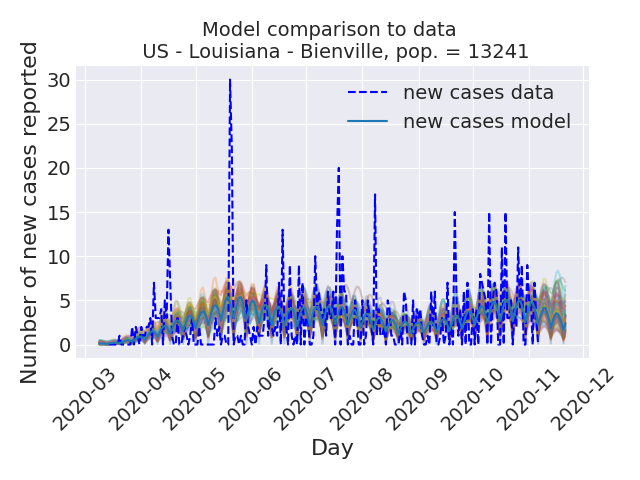 Model comparison to data
US - Louisiana - Bienville, pop. = 13241
Number of new cases reported
30
25
20
15
10
5
0
new cases data
new cases model
2020-03
2020-04
2020-05
2020-06
2020-07
2020-08
2020-09
2020-10
2020-11
2020-12
Day